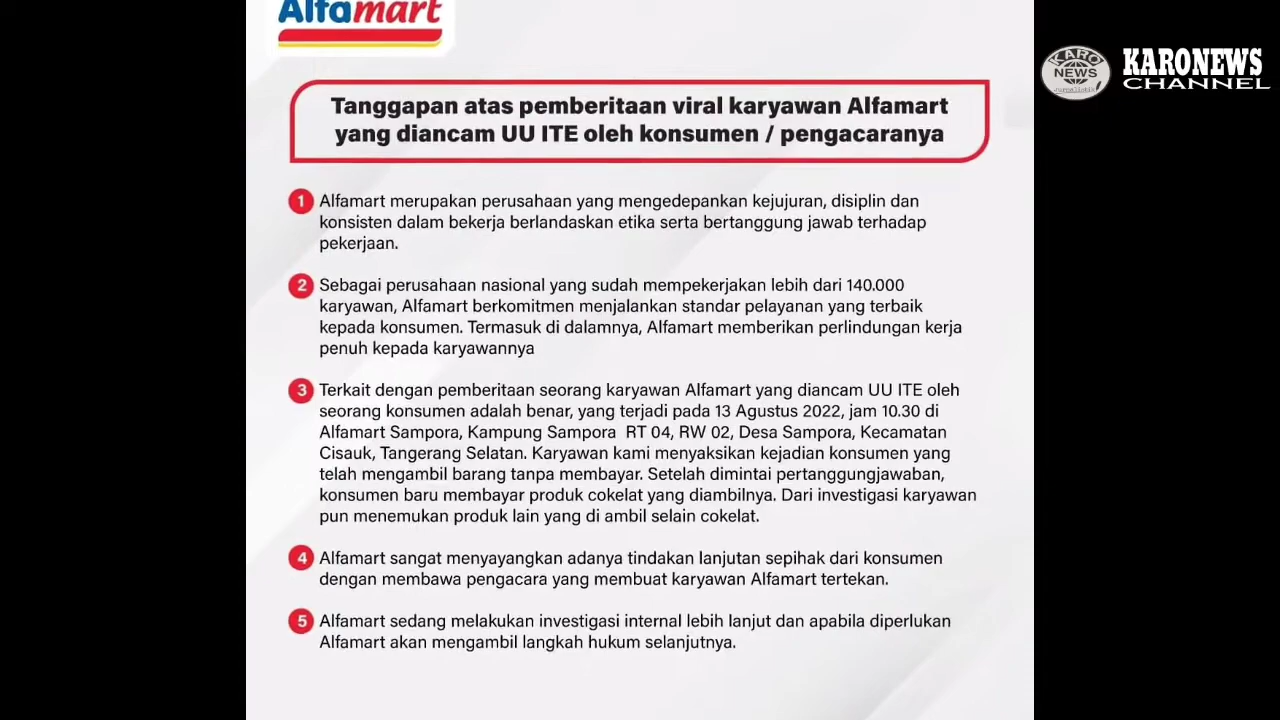 Alfamart
KARO
NEWS
KARONEWS
CHANNEL
Tanggapan atas pemberitaan viral karyawan Alfamart
yang diancam UU ITE oleh konsumen / pengacaranya
1 Alfamart merupakan perusahaan yang mengedepankan kejujuran, disiplin dan
konsisten dalam bekerja berlandaskan etika serta bertanggung jawab terhadap
pekerjaan.
2 Sebagai perusahaan nasional yang sudah mempekerjakan lebih dari 140.000
karyawan, Alfamart berkomitmen menjalankan standar pelayanan yang terbaik
kepada konsumen. Termasuk di dalamnya, Alfamart memberikan perlindungan kerja
penuh kepada karyawannya
3 Terkait dengan pemberitaan seorang karyawan Alfamart yang diancam UU ITE oleh
seorang konsumen adalah benar, yang terjadi pada 13 Agustus 2022, jam 10.30 di
Alfamart Sampora, Kampung Sampora RT 04, RW 02, Desa Sampora, Kecamatan
Cisauk, Tangerang Selatan. Karyawan kami menyaksikan kejadian konsumen yang
telah mengambil barang tanpa membayar. Setelah dimintai pertanggungjawaban,
konsumen baru membayar produk cokelat yang diambilnya. Dari investigasi karyawan
pun menemukan produk lain yang di ambil selain cokelat.
4 Alfamart sangat menyayangkan adanya tindakan lanjutan sepihak dari konsumen
dengan membawa pengacara yang membuat karyawan Alfamart tertekan.
5 Alfamart sedang melakukan investigasi internal lebih lanjut dan apabila diperlukan
Alfamart akan mengambil langkah hukum selanjutnya.